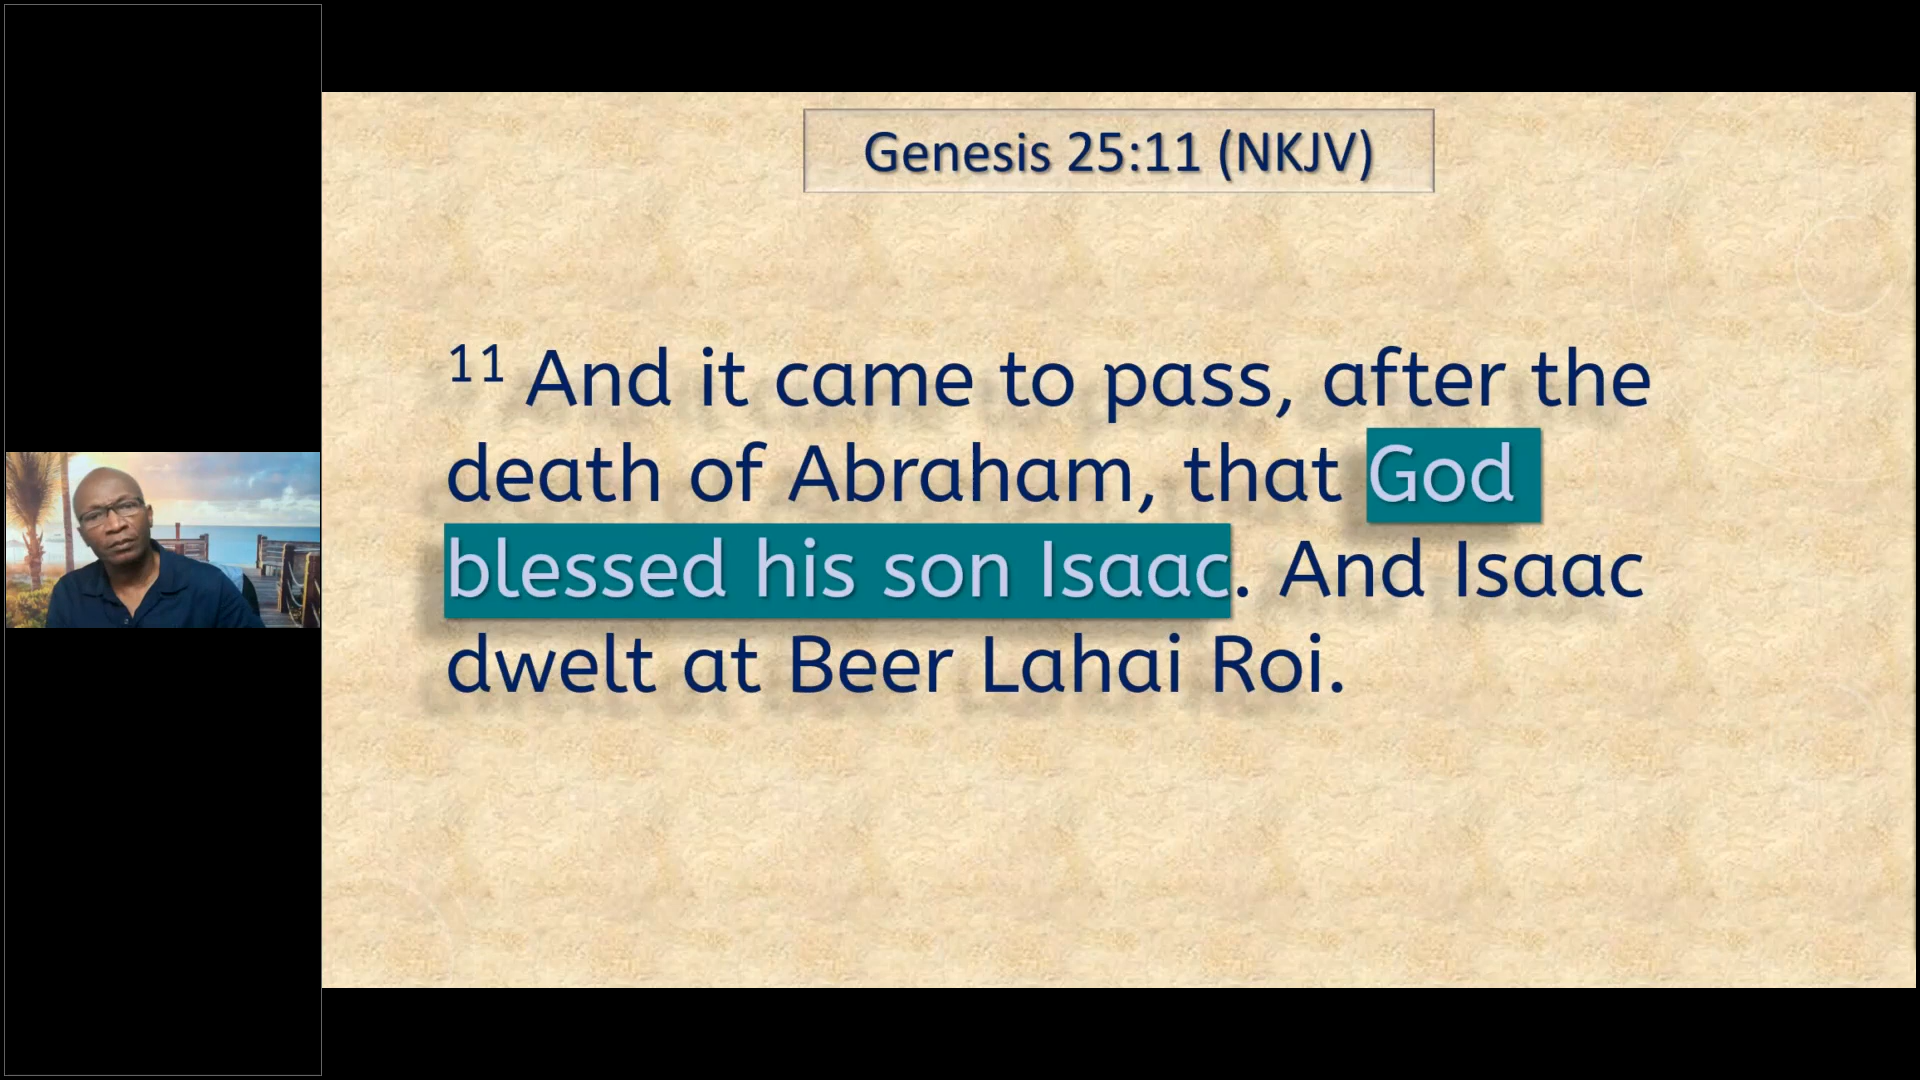 Genesis 25:11 (NKJV)
11 And it came to pass, after the
death of Abraham, that God
blessed his son Isaac. And Isaac
dwelt at Beer Lahai Roi.